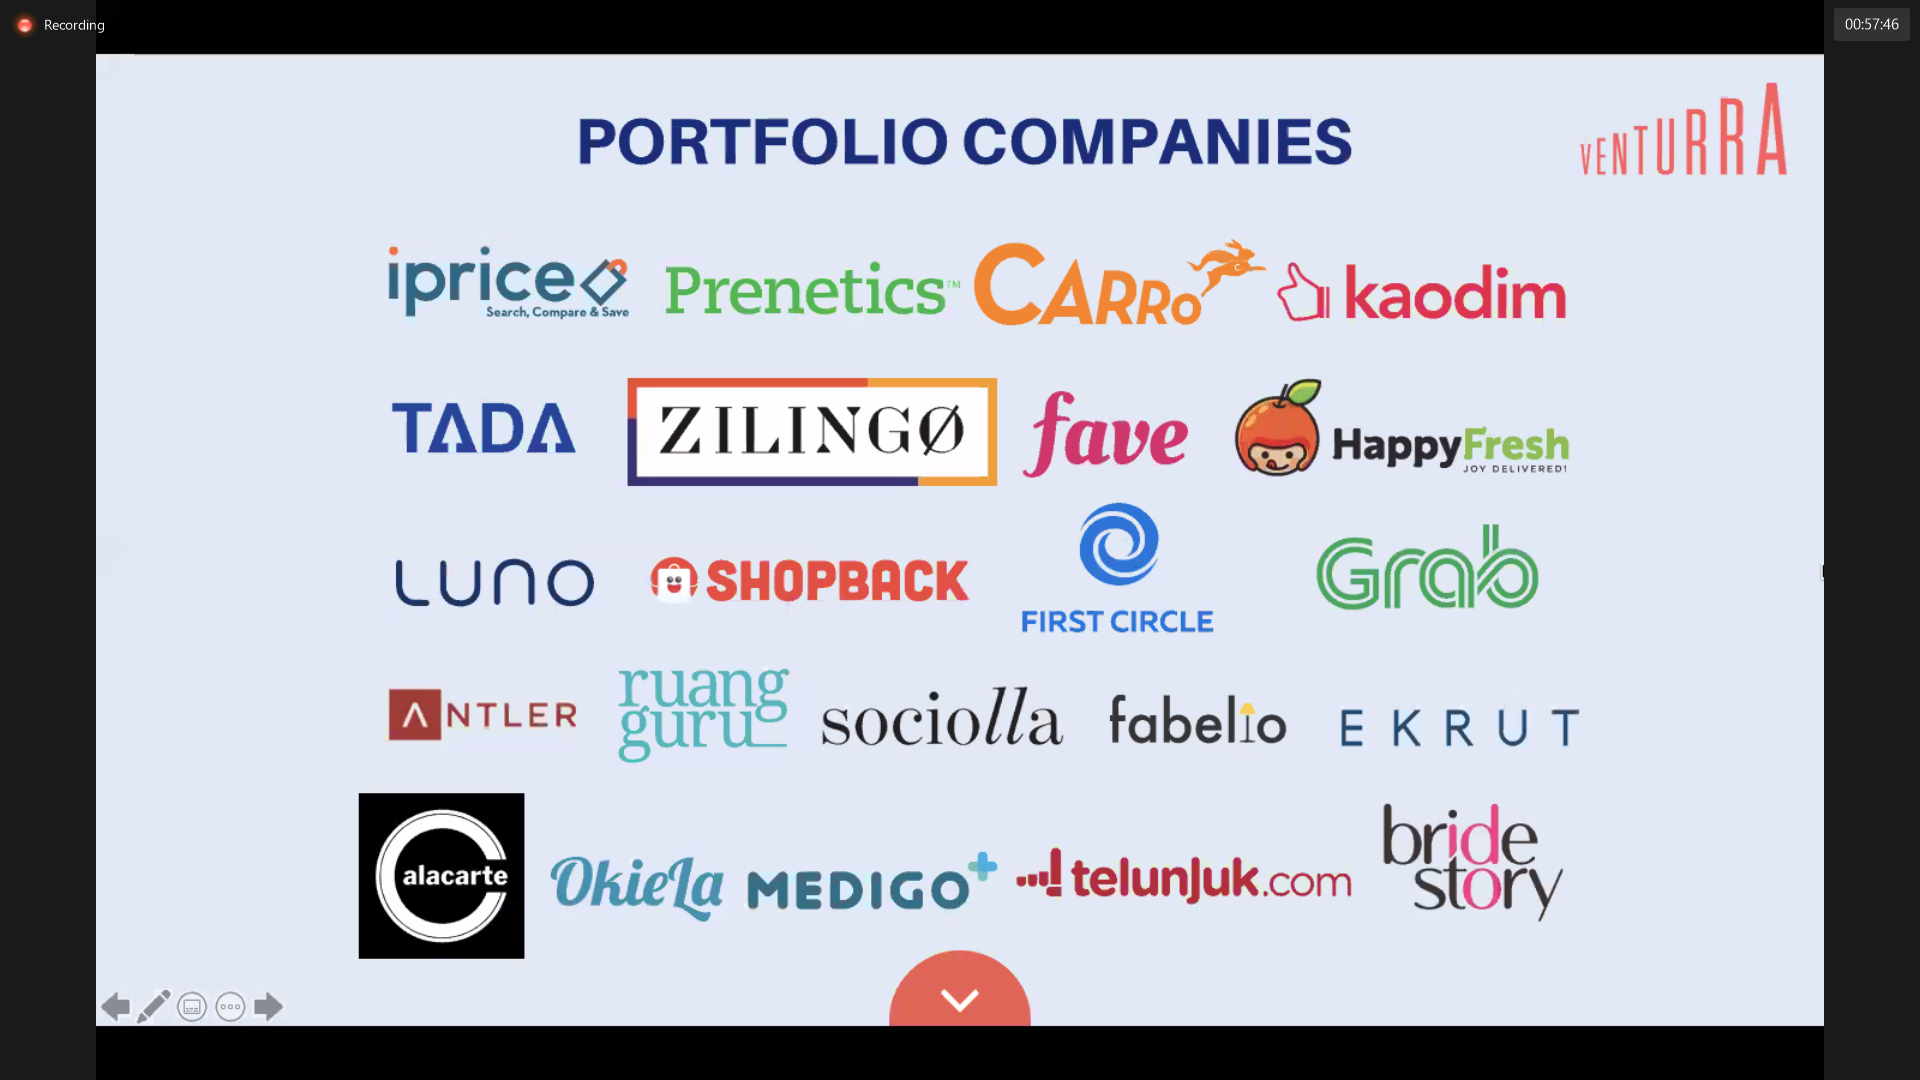 Recording
00:57:46
PORTFOLIO COMPANIES
VENTURRA
iprice
Search, Compare & Save
Prenetics™
CARRO
kaodim
TADA
ZILINGØ
fave
HappyFresh
JOY DELIVERED!
LUNO
SHOPBACK
FIRST CIRCLE
Grab
ANTLER
ruang
guru
sociolla
fabelio
EKRUT
alacarte
OkieLa
MEDIGO
telunjuk.com
bride
story